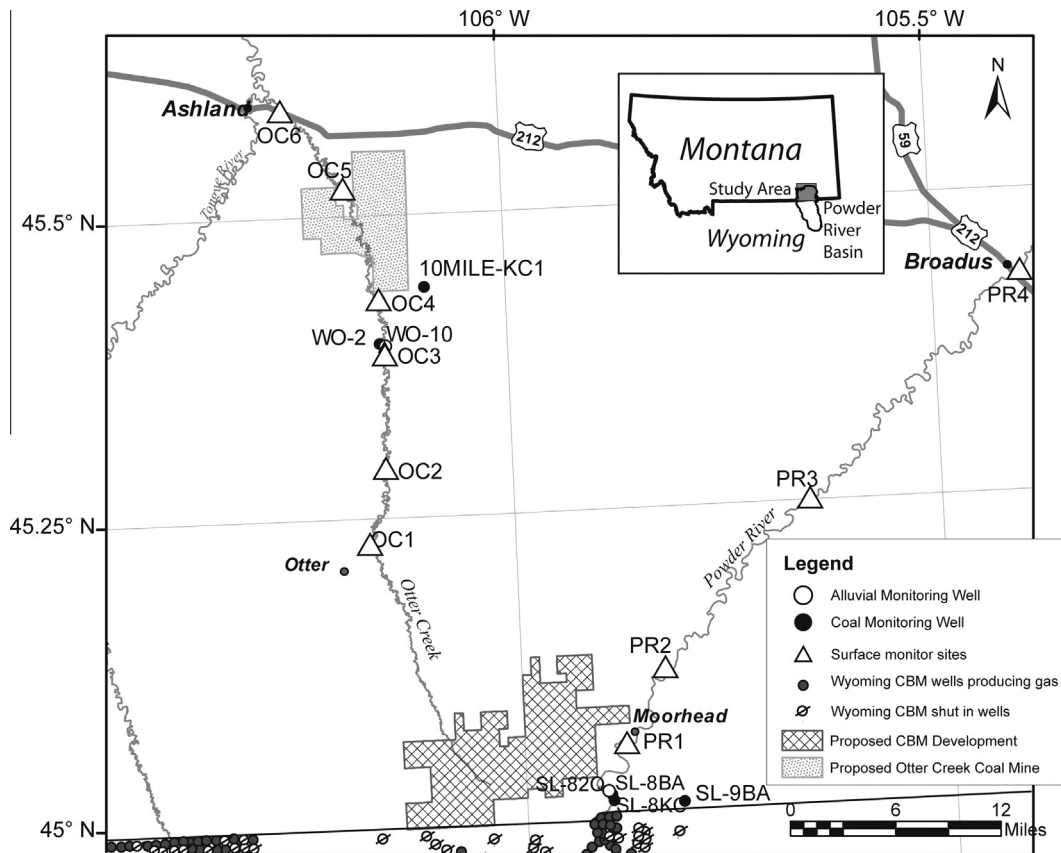 106° W
105.5° W
N
Ashland
OC6
212
59
Montana
Study Area
Wyoming
Powder
River
Basin
Tongue River
OC5
45.5° N
212
Broadus
PR4
10MILE-KC1
OC4
WO-2
WO-10
OC3
OC2
PR3
45.25° N
OC1
Otter
Otter Creek
Powder River
PR2
Moorhead
PR1
SL-82O
SL-8BA
SL-8KC
SL-9BA
45° N
Legend
Alluvial Monitoring Well
Coal Monitoring Well
Surface monitor sites
Wyoming CBM wells producing gas
Wyoming CBM shut in wells
Proposed CBM Development
Proposed Otter Creek Coal Mine
0 6 12
Miles